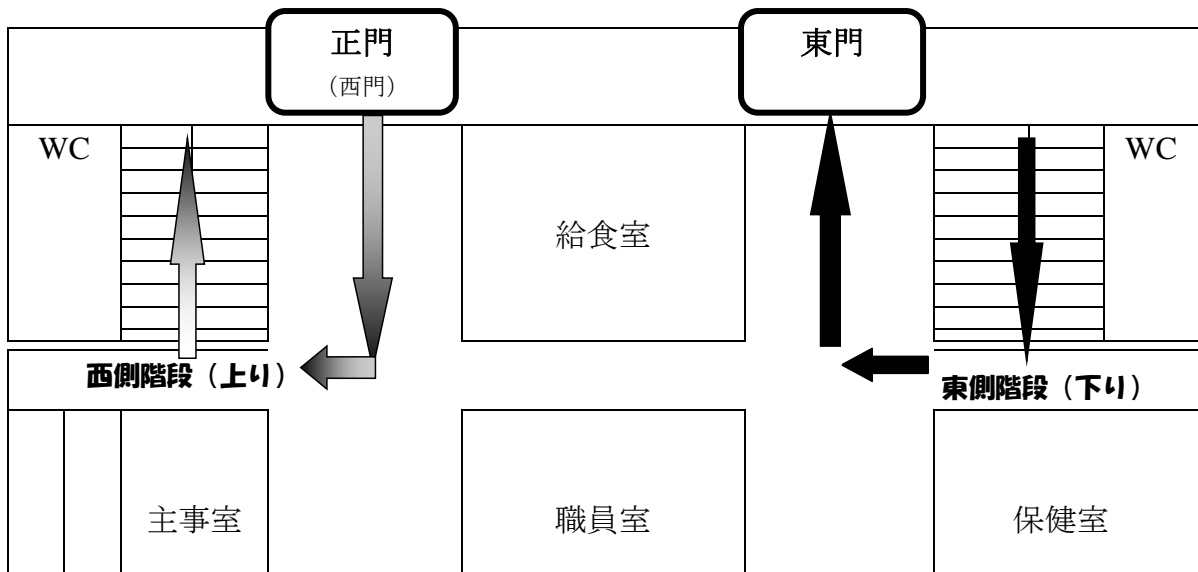 正門
（西門）
東門
WC
WC
給食室
西側階段（上り）
東側階段（下り）
主事室
職員室
保健室